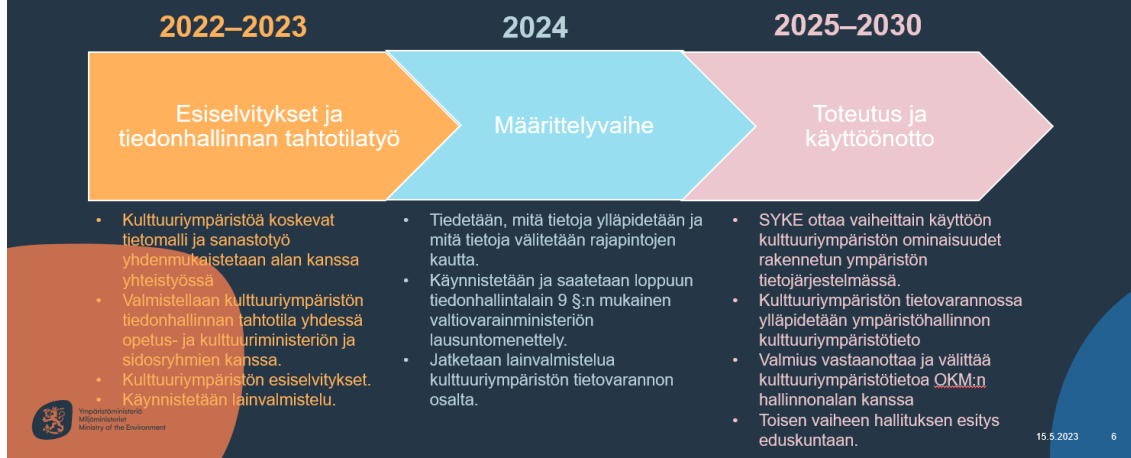 2022–2023
2024
2025–2030
Esiselvitykset ja
tiedonhallinnan tahtotilatyö
Määrittelyvaihe
Toteutus ja
käyttöönotto
• Kulttuuriympäristöä koskevat
tietomalli ja sanastotyö
yhdenmukaistetaan alan kanssa
yhteistyössä
• Valmistellaan kulttuuriympäristön
tiedonhallinnan tahtotila yhdessä
opetus- ja kulttuuriministeriön ja
sidosryhmien kanssa.
• Kulttuuriympäristön esiselvitykset.
• Käynnistetään lainvalmistelu.
• Tiedetään, mitä tietoja ylläpidetään ja
mitä tietoja välitetään rajapintojen
kautta.
• Käynnistetään ja saatetaan loppuun
tiedonhallintalain 9 §:n mukainen
valtiovarainministeriön
lausuntomenettely.
• Jatketaan lainvalmistelua
kulttuuriympäristön tietovarannon
osalta.
• SYKE ottaa vaiheittain käyttöön
kulttuuriympäristön ominaisuudet
rakennetun ympäristön
tietojärjestelmässä.
• Kulttuuriympäristön tietovarannossa
ylläpidetään ympäristöhallinnon
kulttuuriympäristötieto
• Valmius vastaanottaa ja välittää
kulttuuriympäristötietoa OKM:n
hallinnonalan kanssa
• Toisen vaiheen hallituksen esitys
eduskuntaan.
Ympäristöministeriö
Miljöministeriet
Ministry of the Environment
15.5.2023
6